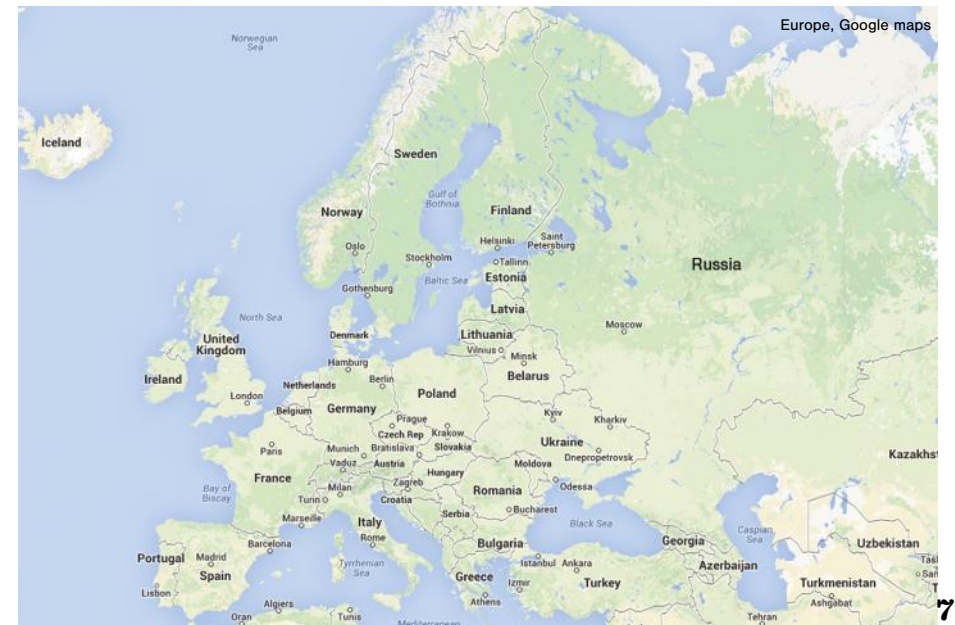 Europe, Google maps
Norwegian
Sea
Iceland
Sweden
Gulf of
Bothnia
Norway
Finland
Oslo
Helsinki
Saint
Petersburg
Stockholm
Tallinn
Russia
Baltic Sea
Estonia
Gothenburg
Latvia
North Sea
Moscow
Denmark
Lithuania
United
Kingdom
Vilnius
Minsk
Hamburg
Belarus
Ireland
Netherlands
Berlin
London
Poland
Belgium
Germany
Prague
Kyiv
Kharkiv
Czech Rep
Krakow
Paris
Munich
Bratislava
Slovakia
Ukraine
Dnepropetrovsk
Kazakhst
Vaduz
Austria
Moldova
France
Hungary
Bay of
Biscay
Milan
Zagreb
Romania
Odessa
Turin
Croatia
Marseille
Serbia
Bucharest
Italy
Rome
Black Sea
Caspian
Sea
Barcelona
Bulgaria
Georgia
Uzbekistan
Portugal
Madrid
Tyrrhenian
Sea
Istanbul
Ankara
Azerbaijan
Spain
Greece
Izmir
Turkey
Turkmenistan
Lisbon
Athens
Ashgabat
Algiers
Oran
Tunis
Mediterranean
Tehran
7